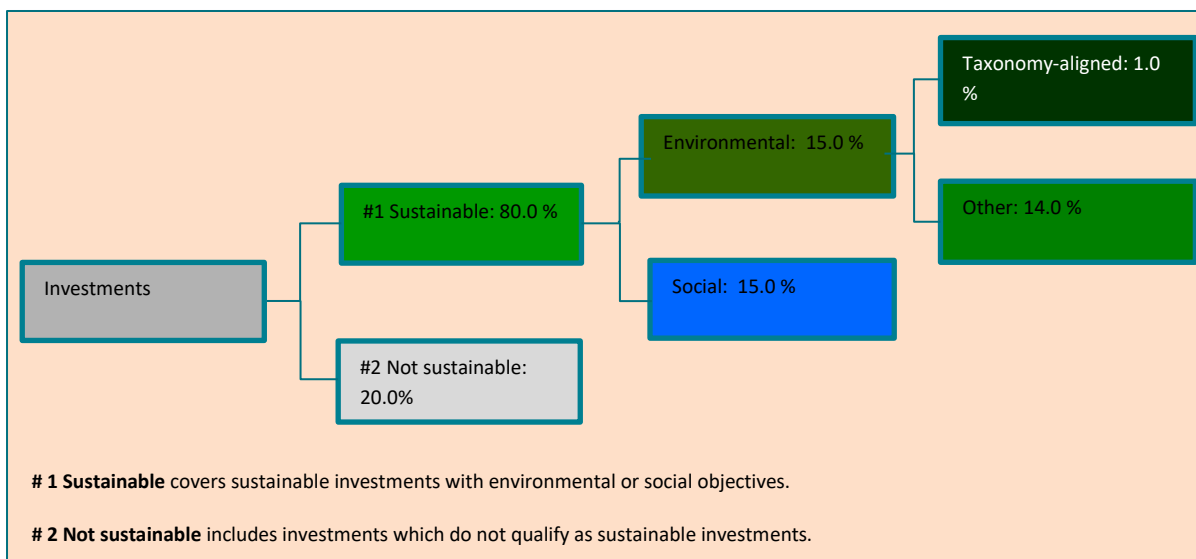 Investments
#1 Sustainable: 80.0 %
#2 Not sustainable:
20.0%
Environmental:  15.0 %
Social:  15.0 %
Taxonomy-aligned: 1.0
%
Other: 14.0 %
# 1 Sustainable covers sustainable investments with environmental or social objectives.
# 2 Not sustainable includes investments which do not qualify as sustainable investments.